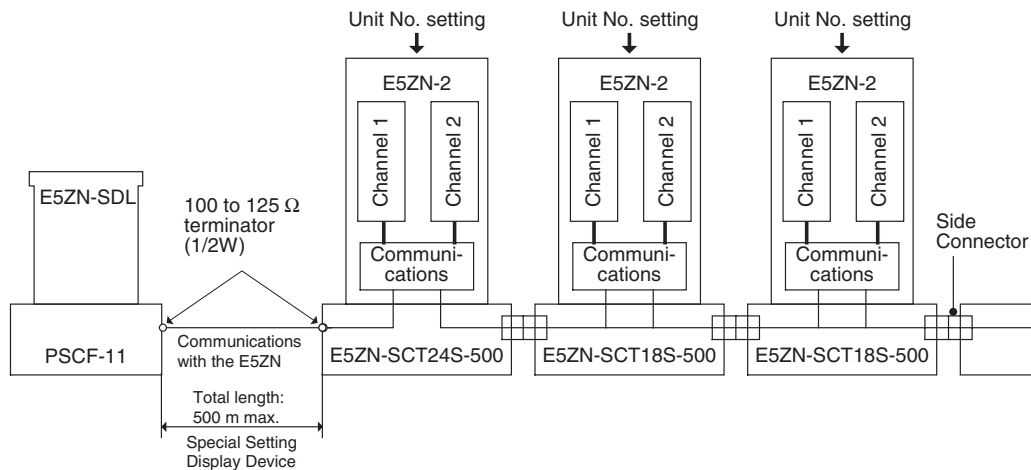 Unit No. setting
Unit No. setting
Unit No. setting
E5ZN-2
E5ZN-2
E5ZN-2
Channel 1
Channel 2
Channel 1
Channel 2
Channel 1
Channel 2
E5ZN-SDL
100 to 125 Ω
terminator
(1/2W)
Communi-
cations
Communi-
cations
Communi-
cations
Side
Connector
PSCF-11
Communications
with the E5ZN
E5ZN-SCT24S-500
E5ZN-SCT18S-500
E5ZN-SCT18S-500
Total length:
500 m max.
Special Setting
Display Device